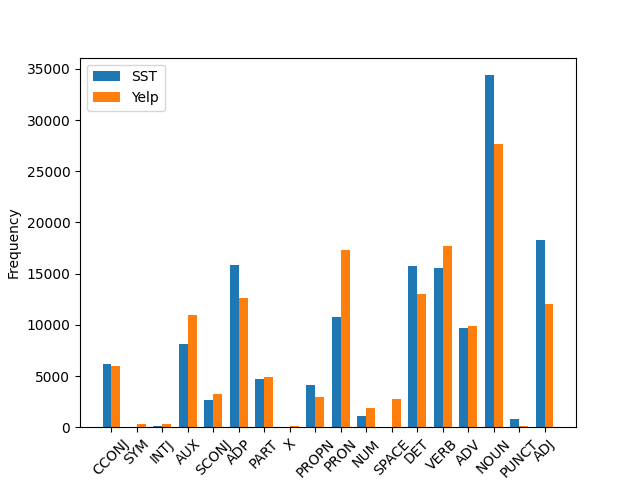 35000
30000
25000
20000
15000
10000
5000
0
Frequency
SST
Yelp
CCONJ
SYM
INTJ
AUX
SCONJ
ADP
PART
X
PROPN
PRON
NUM
SPACE
DET
VERB
ADV
NOUN
PUNCT
ADJ